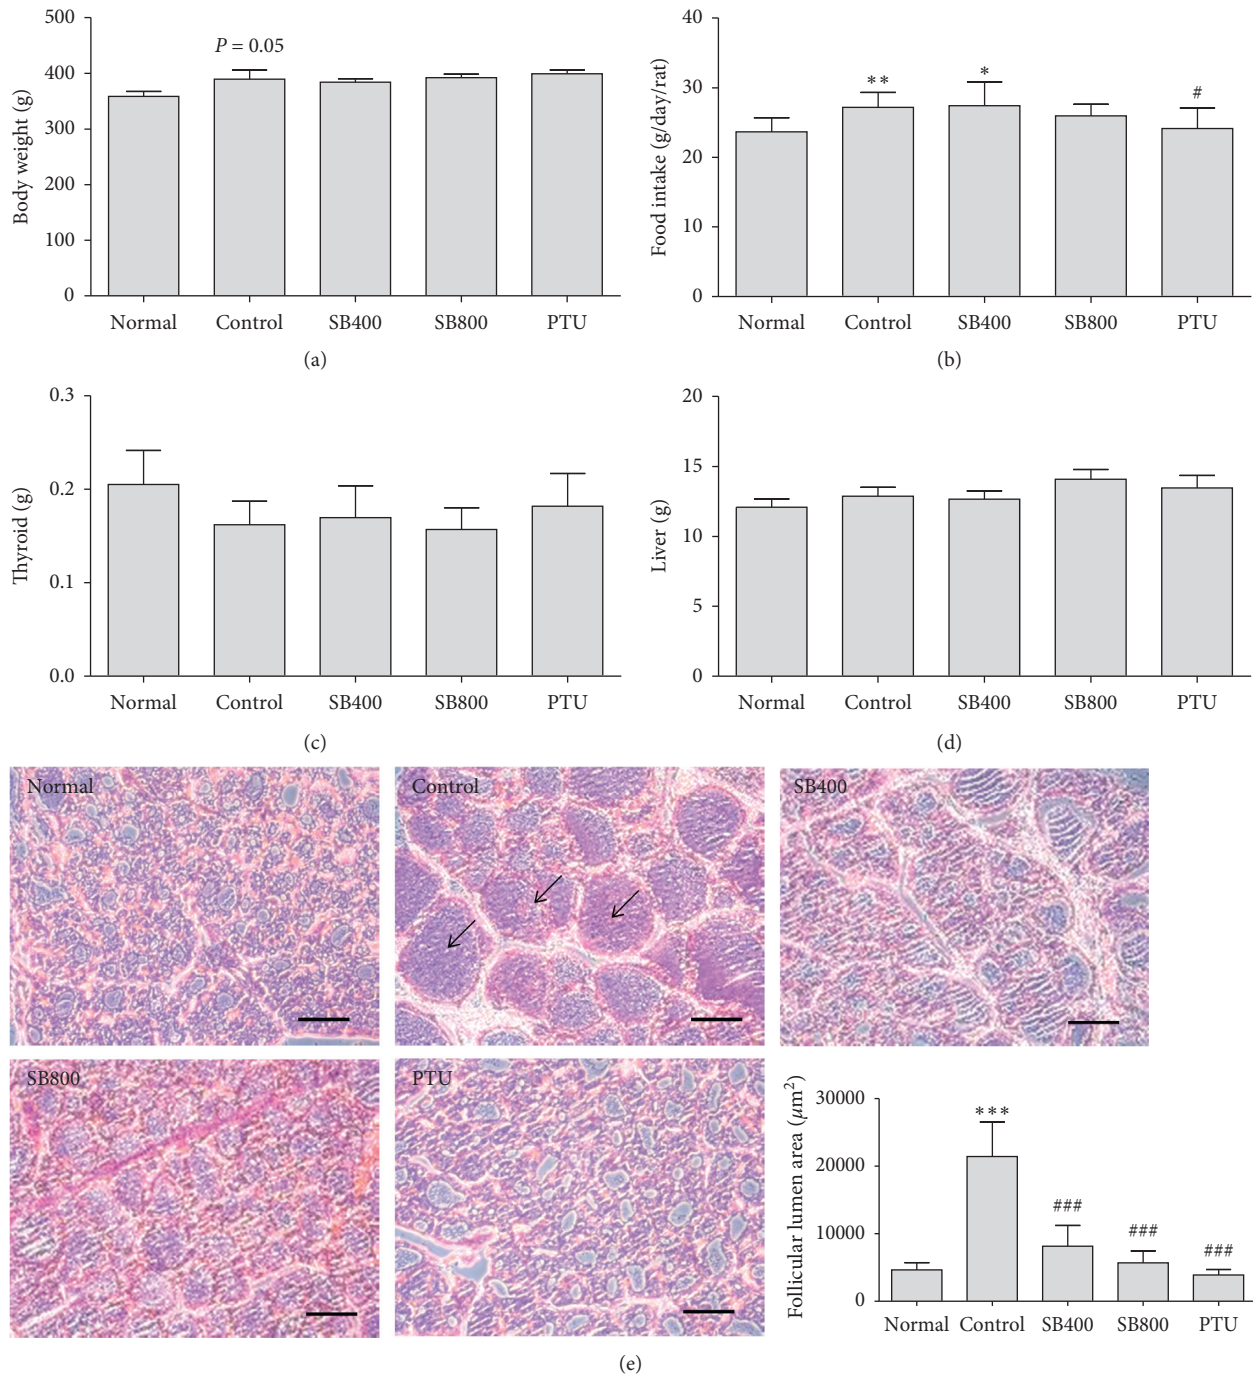 500
400
300
200
100
0
Body weight (g)
P = 0.05
Normal Control SB400 SB800 PTU
(a)
40
30
20
10
0
Food intake (g/day/rat)
** * #
Normal Control SB400 SB800 PTU
(b)
0.3
0.2
0.1
0.0
Thyroid (g)
Normal Control SB400 SB800 PTU
(c)
20
15
10
5
0
Liver (g)
Normal Control SB400 SB800 PTU
(d)
Normal
Control
SB400
SB800
PTU
30000
20000
10000
0
Follicular lumen area (μm²)
***
###
###
###
Normal Control SB400 SB800 PTU
(e)